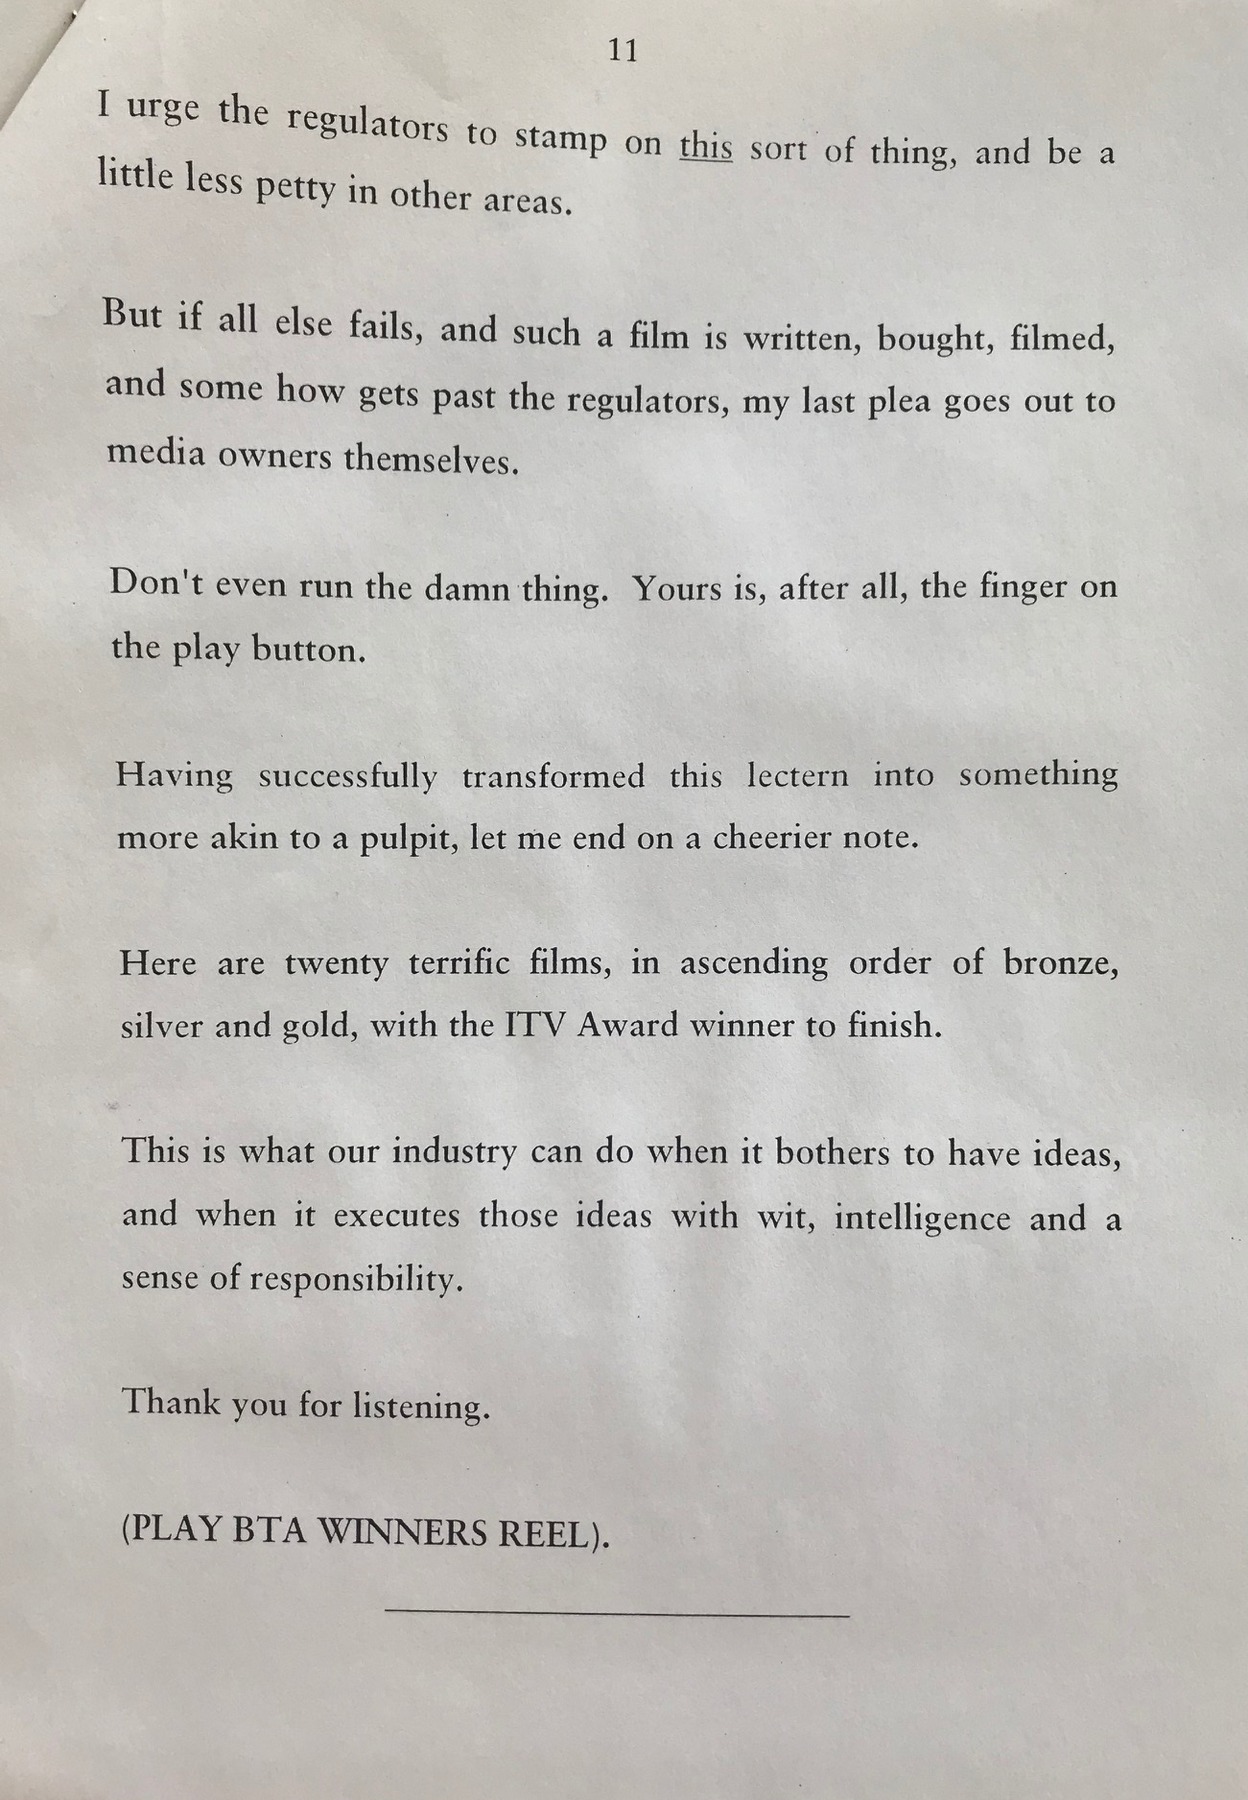 11
I urge the regulators to stamp on this sort of thing, and be a
little less petty in other areas.
But if all else fails, and such a film is written, bought, filmed,
and some how gets past the regulators, my last plea goes out to
media owners themselves.
Don't even run the damn thing. Yours is, after all, the finger on
the play button.
Having successfully transformed this lectern into something
more akin to a pulpit, let me end on a cheerier note.
Here are twenty terrific films, in ascending order of bronze,
silver and gold, with the ITV Award winner to finish.
This is what our industry can do when it bothers to have ideas,
and when it executes those ideas with wit, intelligence and a
sense of responsibility.
Thank you for listening.
(PLAY BTA WINNERS REEL).